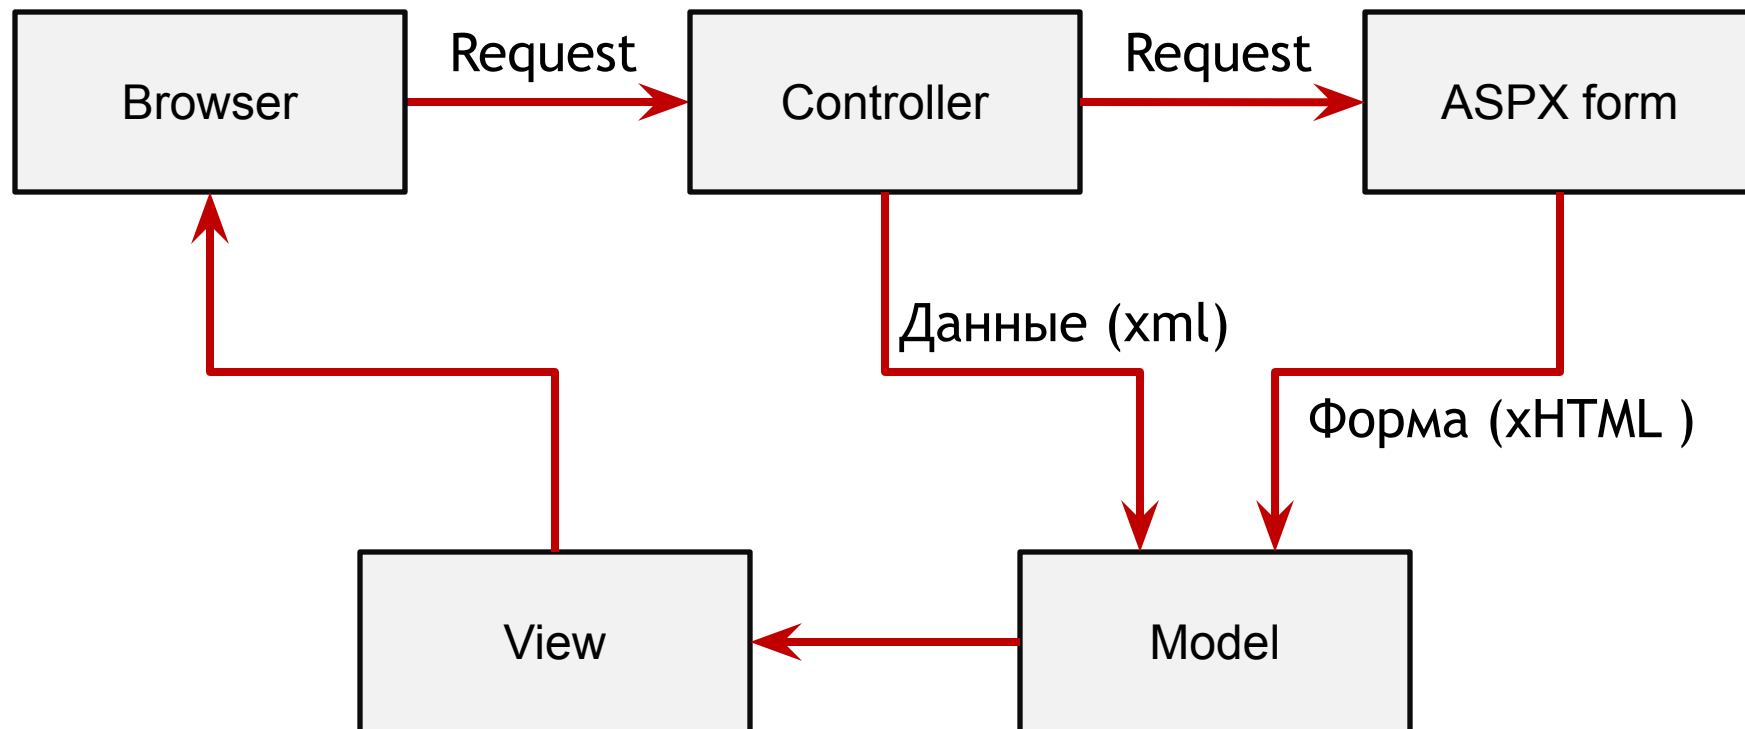 Request
Request
Browser
Controller
ASPX form
Данные (xml)
Форма (xHTML )
View
Model